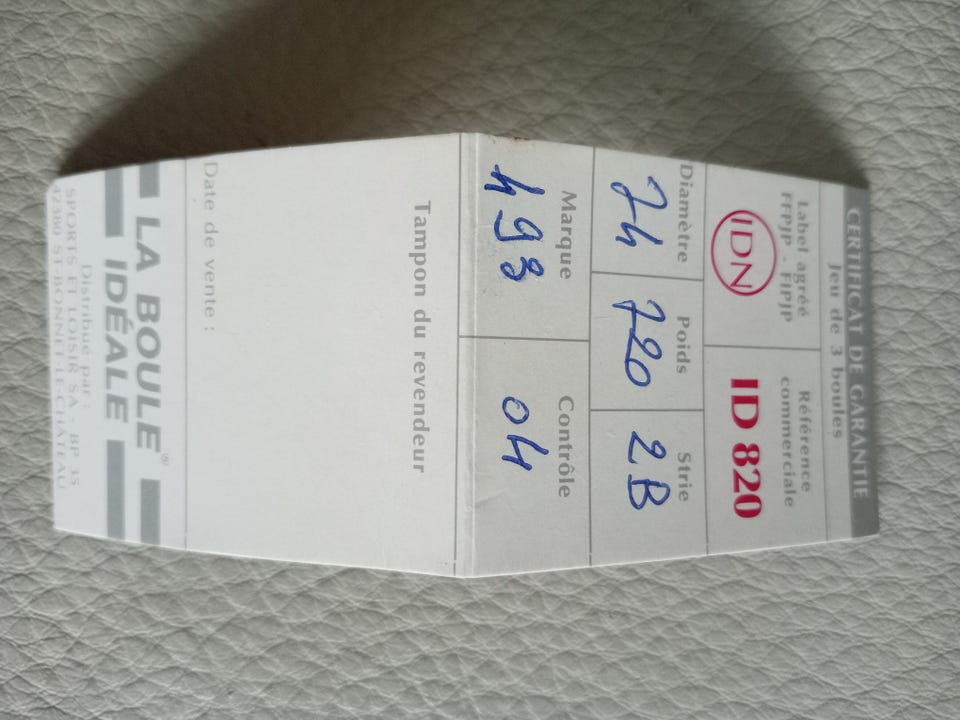 CERTIFICAT DE GARANTIE
Jeu de 3 boules
Label agréé
FFPJP - FIPJP
IDN
Référence
commerciale
ID 820
Diamètre Poids Strie
74 720 2B
Marque Contrôle
493 04
Tampon du revendeur
Date de vente :
LA BOULE®
IDÉALE
Distribué par :
SPORTS ET LOISIR SA - BP 35
42380 ST-BONNET-LE-CHÂTEAU